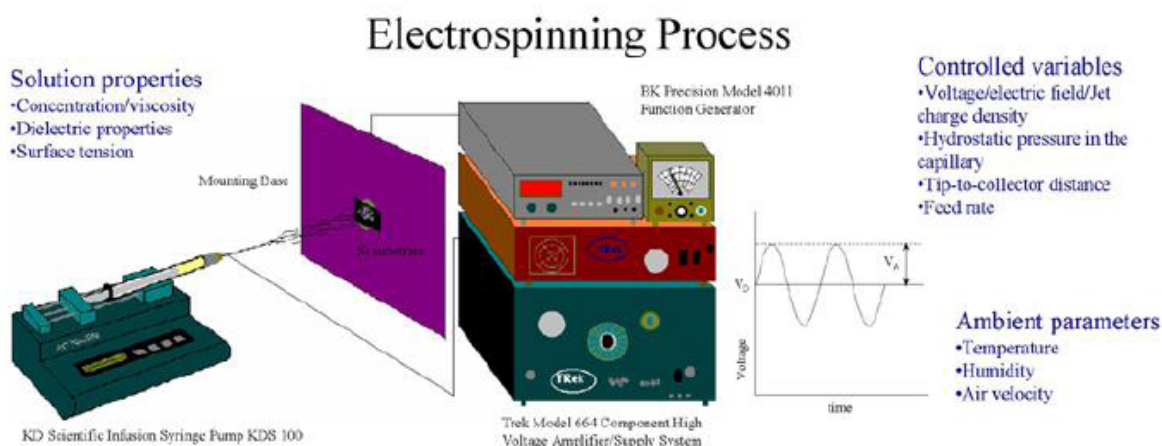 Electrospinning Process
Solution properties
•Concentration/viscosity
•Dielectric properties
•Surface tension
BK Precision Model 4011
Function Generator
Controlled variables
•Voltage/electric field/Jet
charge density
•Hydrostatic pressure in the
capillary
•Tip-to-collector distance
•Feed rate
Mounting Base
substrate
TRek
V₀
Vₐ
Voltage
time
Ambient parameters
•Temperature
•Humidity
•Air velocity
KD Scientific Infusion Syringe Pump KDS 100
Trek Model 664 Component High
Voltage Amplifier/Supply System